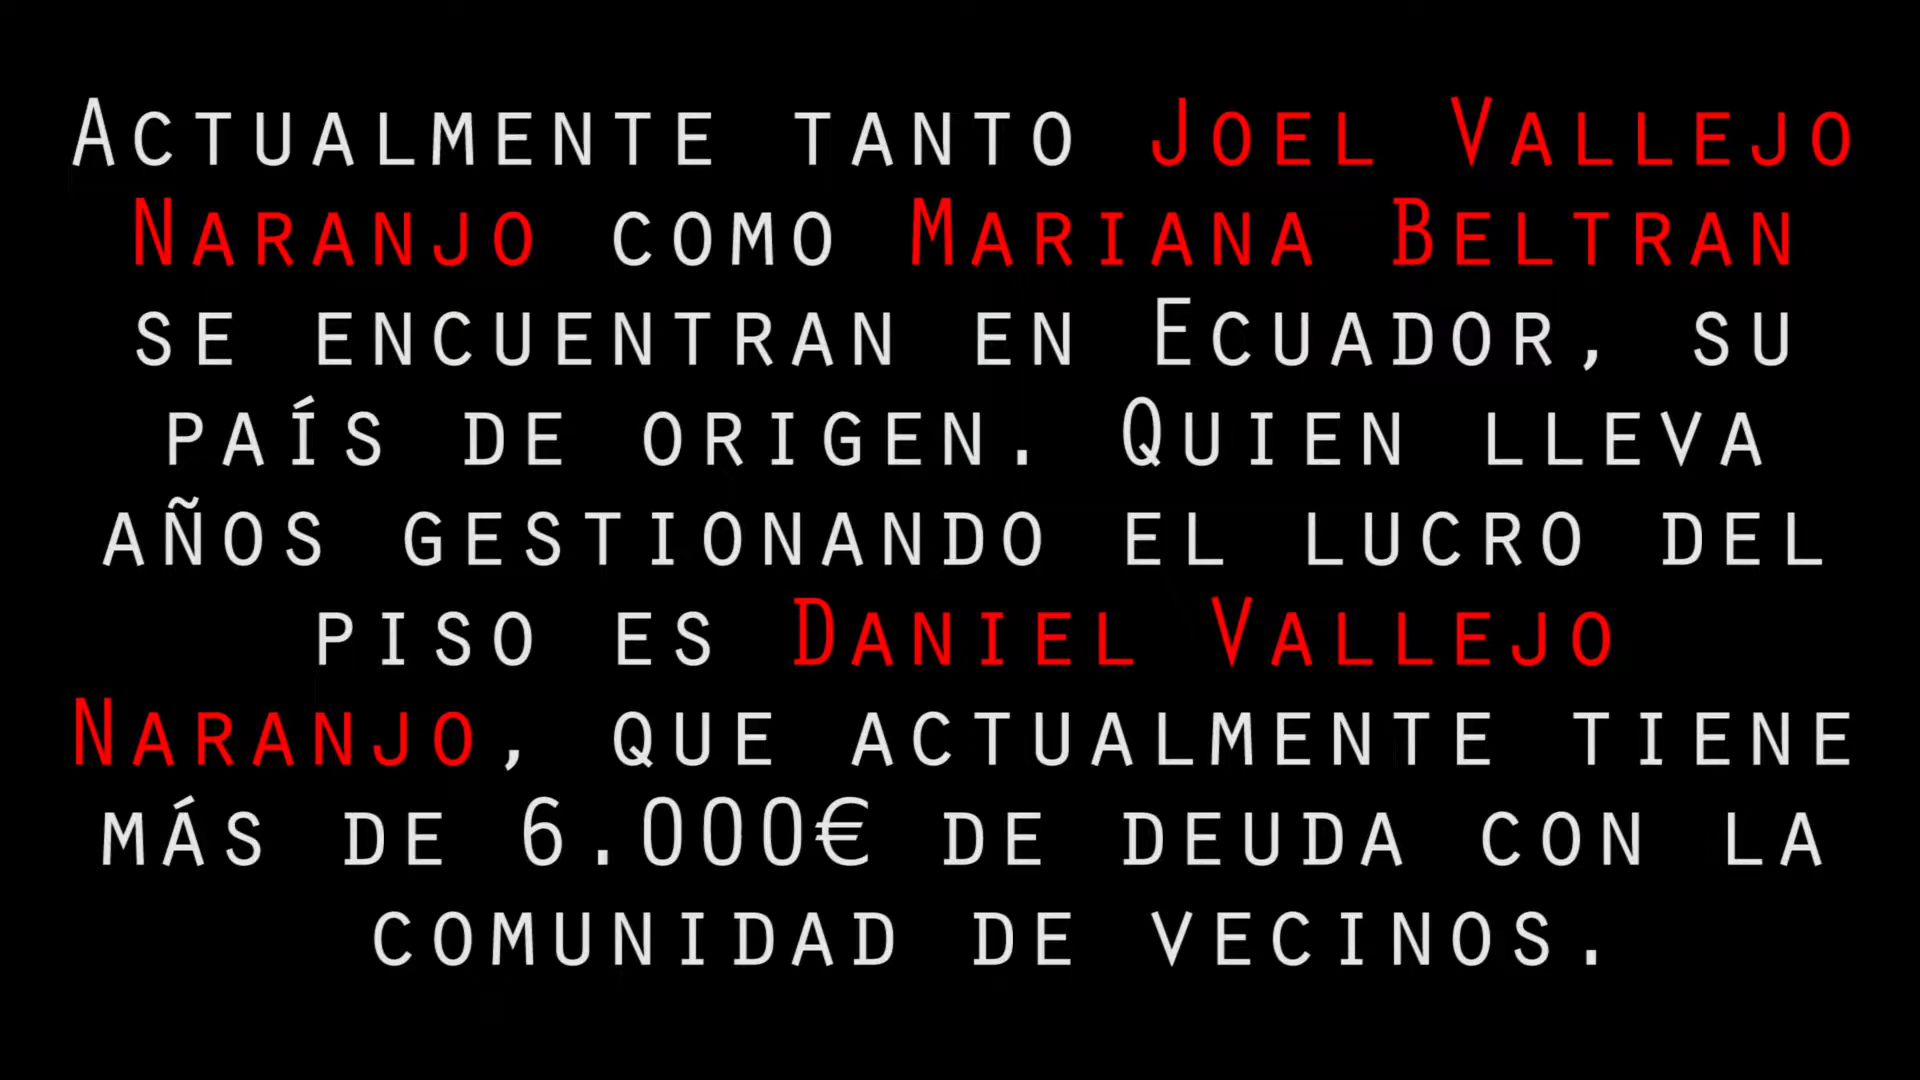 Actualmente tanto Joel Vallejo
Naranjo como Mariana Beltran
se encuentran en Ecuador, su
país de origen. Quien lleva
años gestionando el lucro del
piso es Daniel Vallejo
Naranjo, que actualmente tiene
más de 6.000€ de deuda con la
comunidad de vecinos.